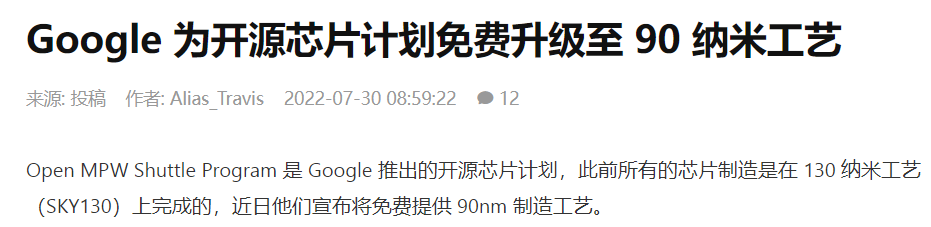 Google 为开源芯片计划免费升级至 90 纳米工艺
来源: 投稿 作者: Alias_Travis 2022-07-30 08:59:22 12
Open MPW Shuttle Program 是 Google 推出的开源芯片计划，此前所有的芯片制造是在 130 纳米工艺
（SKY130）上完成的，近日他们宣布将免费提供 90nm 制造工艺。